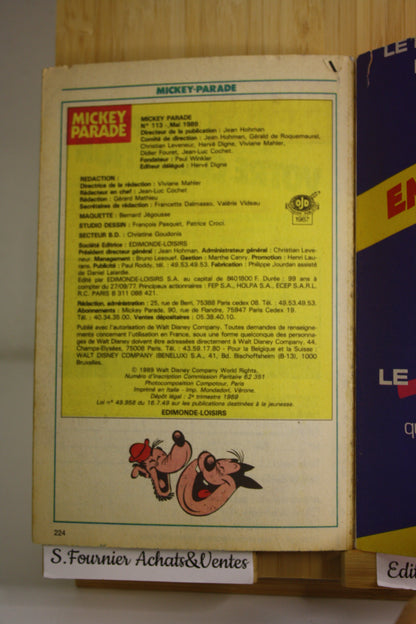 MICKEY-PARADE
MICKEY
PARADE
MICKEY PARADE
N° 113 - Mai 1989
Directeur de la publication : Jean Hohman
Comité de direction : Jean Hohman, Gérald de Roquemaurel,
Christian Leveneur, Hervé Digne, Viviane Mahler,
Didier Fouret, Jean-Luc Cochet.
Fondateur : Paul Winkler
Editeur délégué : Hervé Digne
RÉDACTION :
Directrice de la rédaction : Viviane Mahler
Rédacteur en chef : Jean-Luc Cochet
Rédaction : Gérard Mathieu
Secrétaires de rédaction : Francette Dalmasso, Valérie Videau
MAQUETTE : Bernard Jégousse
STUDIO DESSIN : François Pasquet, Patrice Croci.
SECTEUR B.D. : Christine Goudonis
OJD
1987
Société Editrice : EDIMONDE-LOISIRS
Président directeur général : Jean Hohman. Administrateur général : Christian Leve-
neur. Management : Bruno Lesouef. Gestion : Marthe Carvry. Promotion : Henri Lau-
rans. Publicité : Paul Roddy, tél. : 49.53.49.53. Fabrication : Philippe Jourdan assisté
de Daniel Lalardie.
Edité par EDIMONDE-LOISIRS S.A. au capital de 840 1800 F. Durée : 99 ans à
compter du 27/09/77. Principaux actionnaires : FEP S.A., HOLPA S.A., ECEP S.A.R.L.
R.C. PARIS B 311 088 421.
Rédaction, administration : 25, rue de Berri, 75388 Paris cedex 08. Tél. : 49.53.49.53.
Abonnements : Mickey Parade, 90, rue de Flandre, 75947 Paris Cedex 19.
Tél. : 40.34.35.00. Ventes dépositaires : 05.38.40.10.
Publié avec l'autorisation de Walt Disney Company. Toutes demandes de renseigne-
ments concernant l'utilisation en France, sous une forme quelconque des personna-
ges de Walt Disney doivent être adressées directement à Walt Disney Company, 44,
Champs-Elysées, 75008 Paris. Tél. : 43.59.17.80 - Pour la Belgique et la Suisse :
WALT DISNEY COMPANY (BENELUX) S.A., 41, Bd. Bischoffsheim (B-13), 1000
Bruxelles.
© 1989 Walt Disney Company World Rights.
Numéro d'inscription Commission Paritaire 62 351
Photocomposition Compotour, Paris
Imprimé en Italie - Imp. Mondadori, Vérone.
Dépôt légal : 2e trimestre 1989
Loi n° 49.956 du 16.7.49 sur les publications destinées à la jeunesse.
EDIMONDE-LOISIRS
224
S.Fournier Achats&Ventes
LE
EN
LE
q
Edit